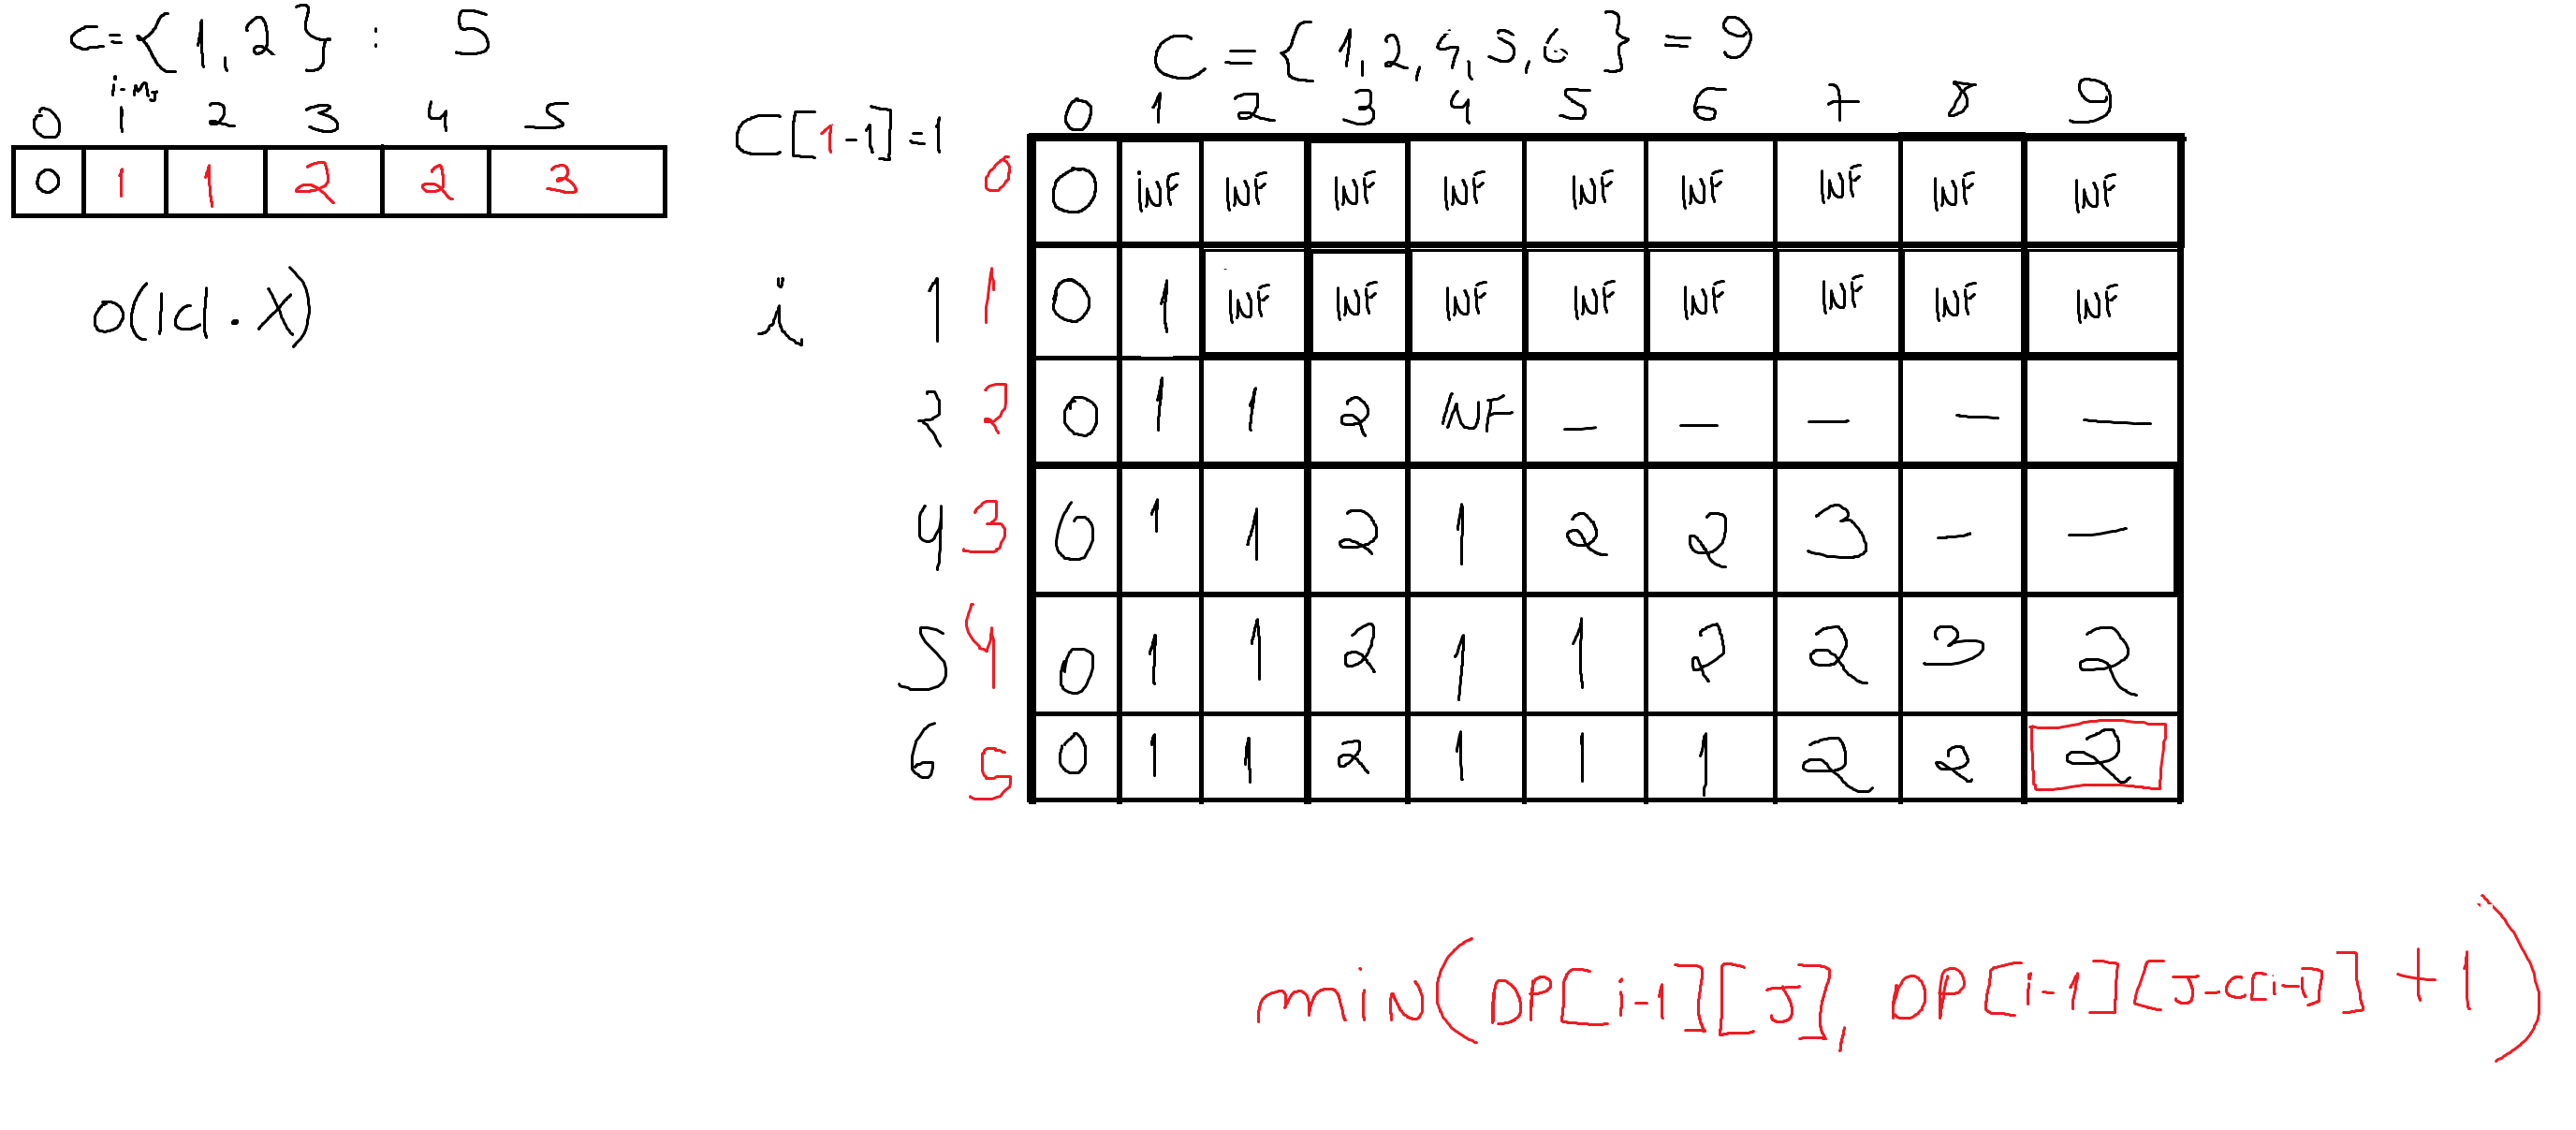 C={1,2} : 5
i-mj
0 1 2 3 4 5
0 1 1 2 2 3
O(|c|.X)
C={1,2,4,5,6}=9
C[1-1]=1
i
0 1 2 3 4 5 6 7 8 9
0 0 INF INF INF INF INF INF INF INF INF
1 1 0 1 INF INF INF INF INF INF INF INF
2 2 0 1 1 2 INF - - - - -
4 3 0 1 1 2 1 2 2 3 - -
5 4 0 1 1 2 1 1 2 2 3 2
6 5 0 1 1 2 1 1 1 2 2 2
min(DP[i-1][J], DP[i-1][J-C[i-1]]+1)